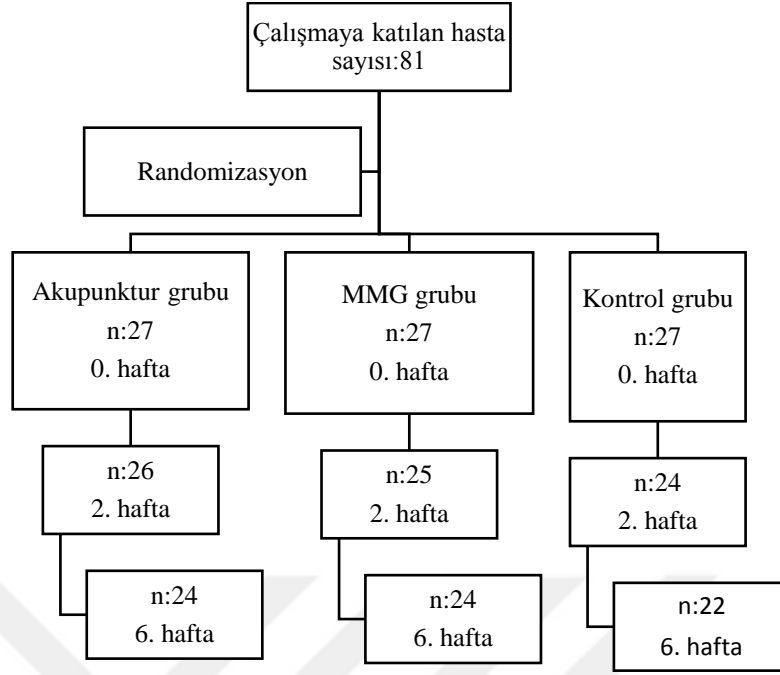 Çalışmaya katılan hasta
sayısı:81
Randomizasyon
Akupunktur grubu
n:27
0. hafta
MMG grubu
n:27
0. hafta
Kontrol grubu
n:27
0. hafta
n:26
2. hafta
n:25
2. hafta
n:24
2. hafta
n:24
6. hafta
n:24
6. hafta
n:22
6. hafta